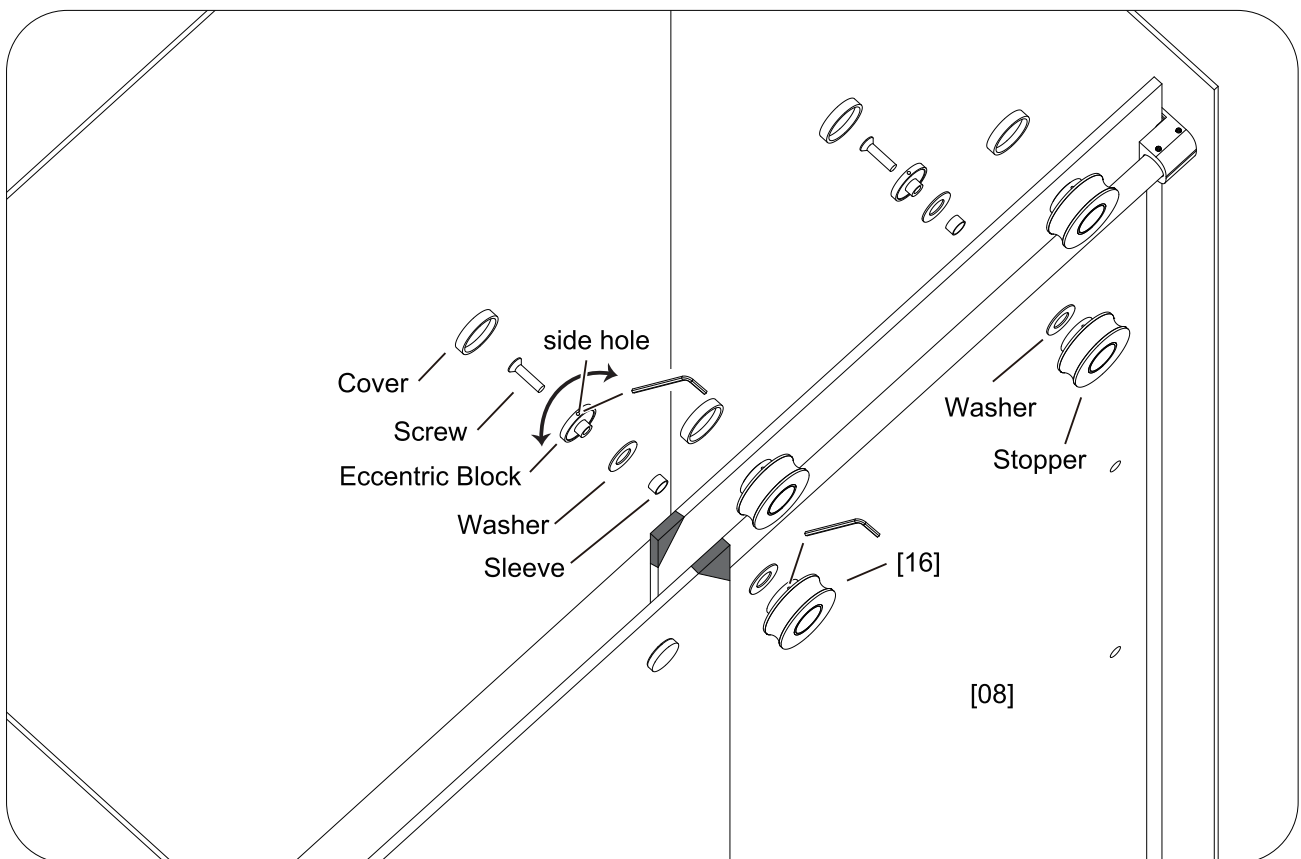 side hole
Cover
Screw
Eccentric Block
Washer
Sleeve
Washer
Stopper
[16]
[08]